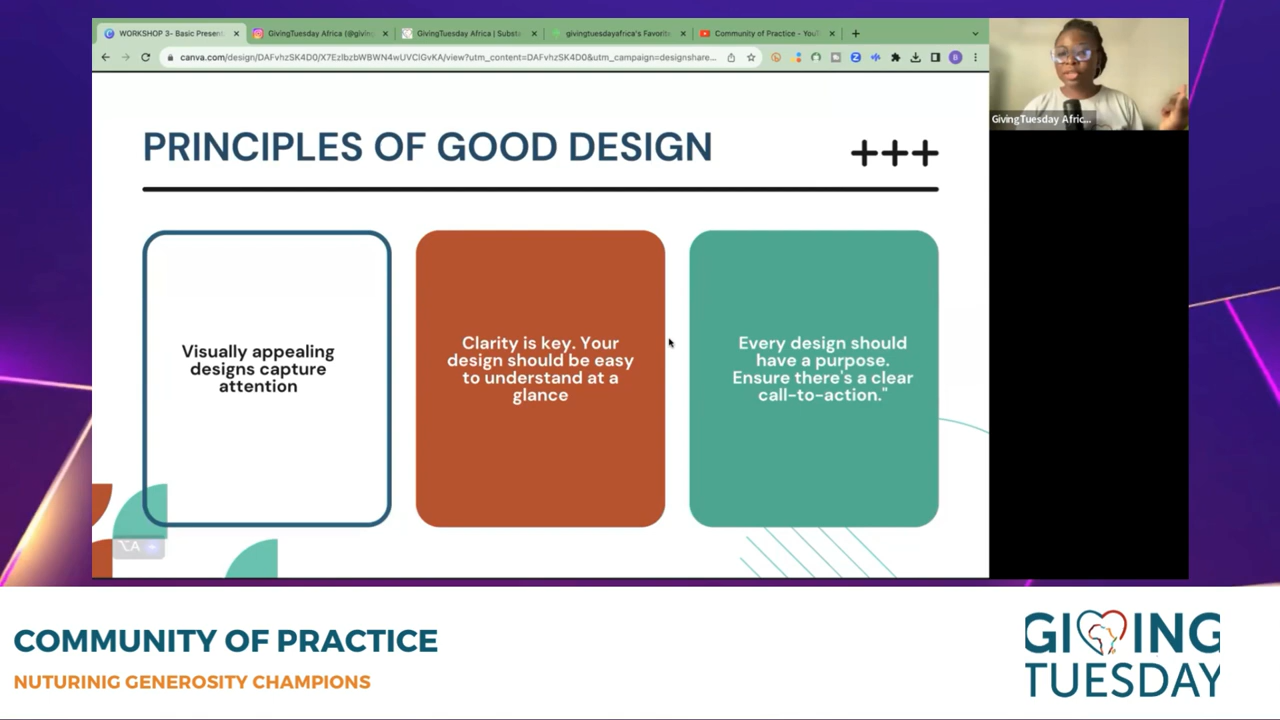 WORKSHOP 3- Basic Present
GivingTuesday Africa (@giving
GivingTuesday Africa | Substa
givingtuesdayafrica's Favorit
Community of Practice - You
canva.com/design/DAFvhzSK4D0/X7EzIbzbWBWN4wUVClGvKA/view?utm_content=DAFvhzSK4D0&utm_campaign=designshare...
GivingTuesday Afric...
PRINCIPLES OF GOOD DESIGN
+++
Visually appealing
designs capture
attention
Clarity is key. Your
design should be easy
to understand at a
glance
Every design should
have a purpose.
Ensure there's a clear
call-to-action."
⌥A
COMMUNITY OF PRACTICE
NUTURINIG GENEROSITY CHAMPIONS
GIVING
TUESDAY